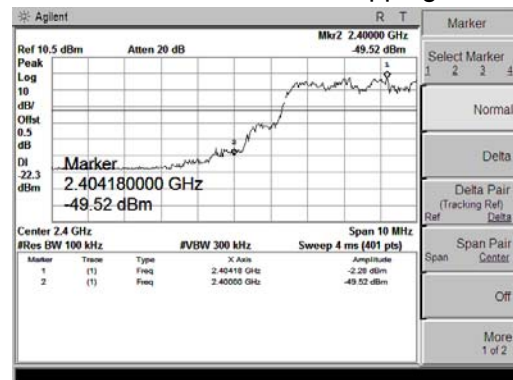 Agilent R T
Mkr2 2.40000 GHz
Ref 10.5 dBm Atten 20 dB -49.52 dBm
Peak
Log
10
dB/
Offst
0.5
dB
DI
-22.3
dBm
1
2
Marker
2.404180000 GHz
-49.52 dBm
Center 2.4 GHz Span 10 MHz
#Res BW 100 kHz #VBW 300 kHz Sweep 4 ms (401 pts)
Marker Trace Type X Axis Amplitude
1 (1) Freq 2.40418 GHz -2.28 dBm
2 (1) Freq 2.40000 GHz -49.52 dBm
Marker
Select Marker
1 2 3 4
Normal
Delta
Delta Pair
(Tracking Ref)
Ref Delta
Span Pair
Span Center
Off
More
1 of 2